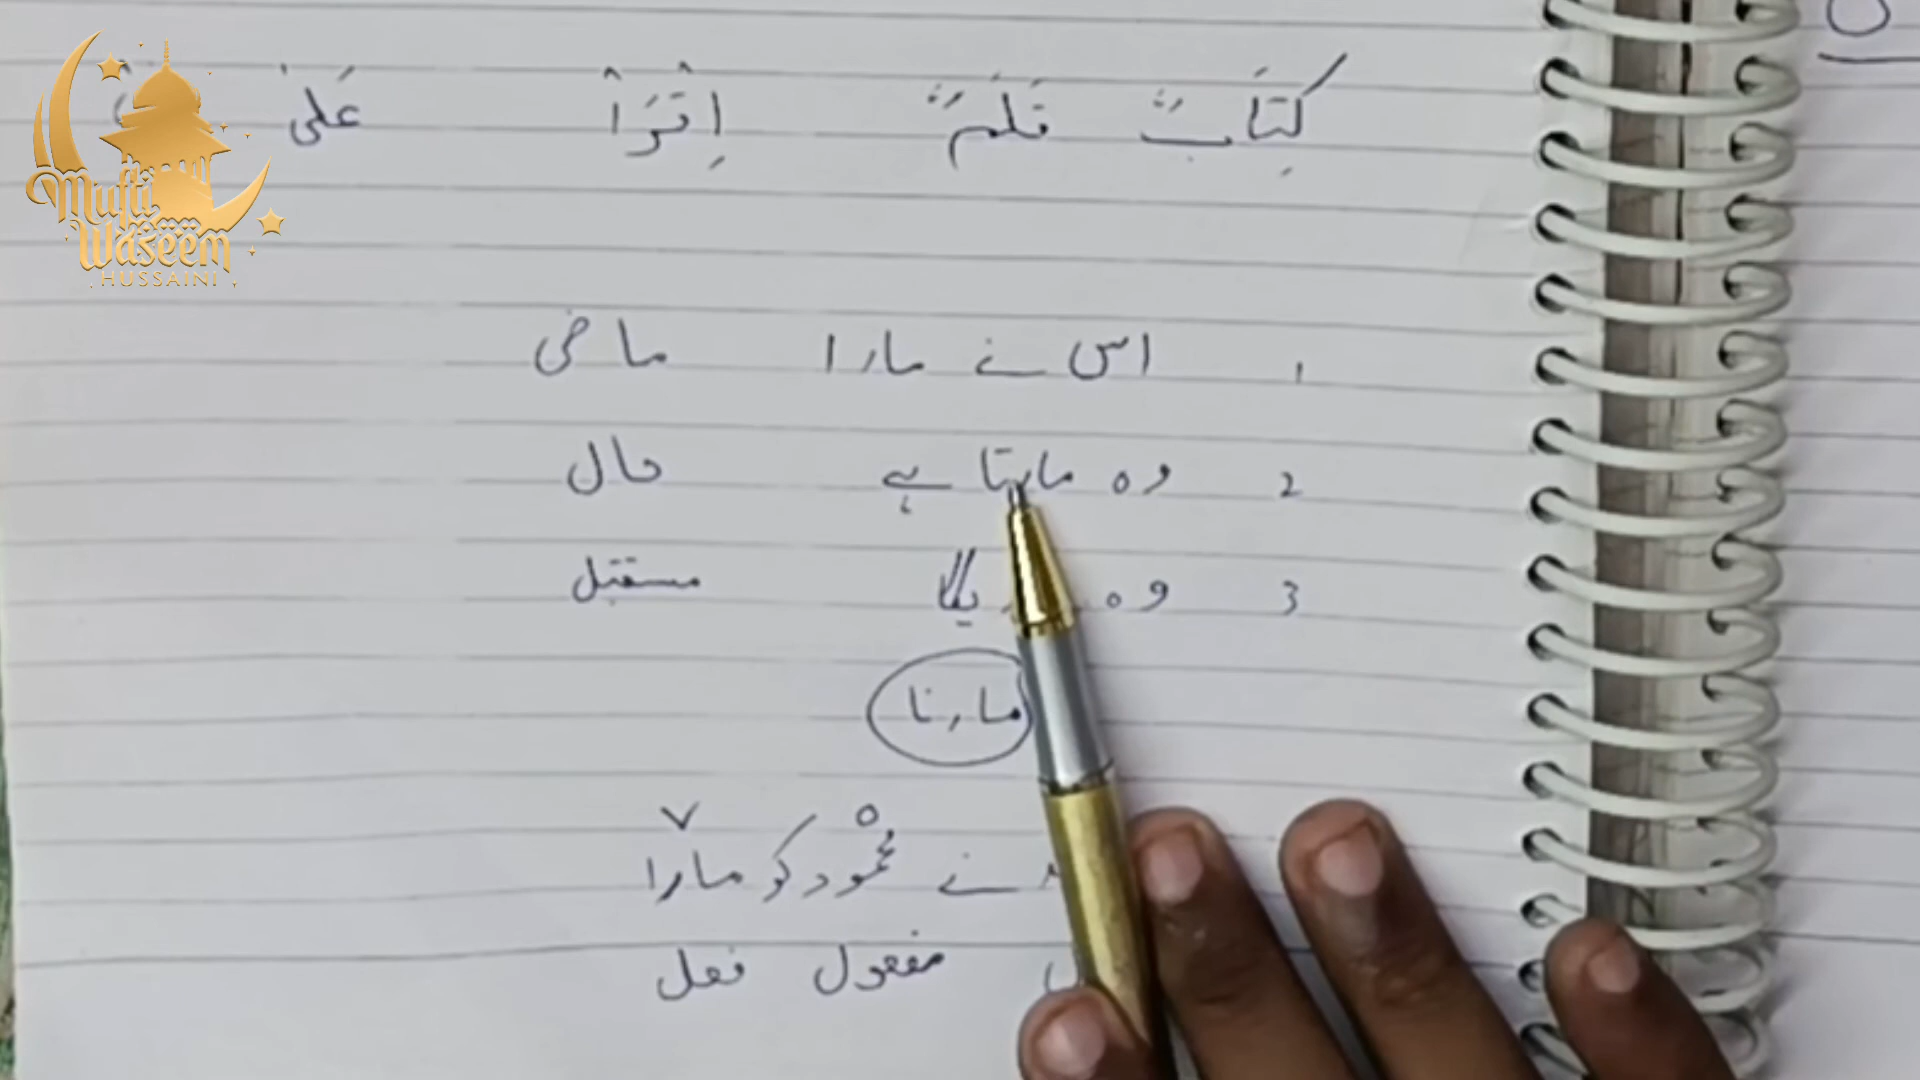 كِتَابٌ قَلَمٌ اِقْرَاْ عَلیٰ
1 اس نے مارا ماضی
2 وہ مارتا ہے حال
3 وہ یگا مستقبل
مارنا
نے محمود کو مارا
مفعول فعل
Mufti
Waseem
HUSSAINI